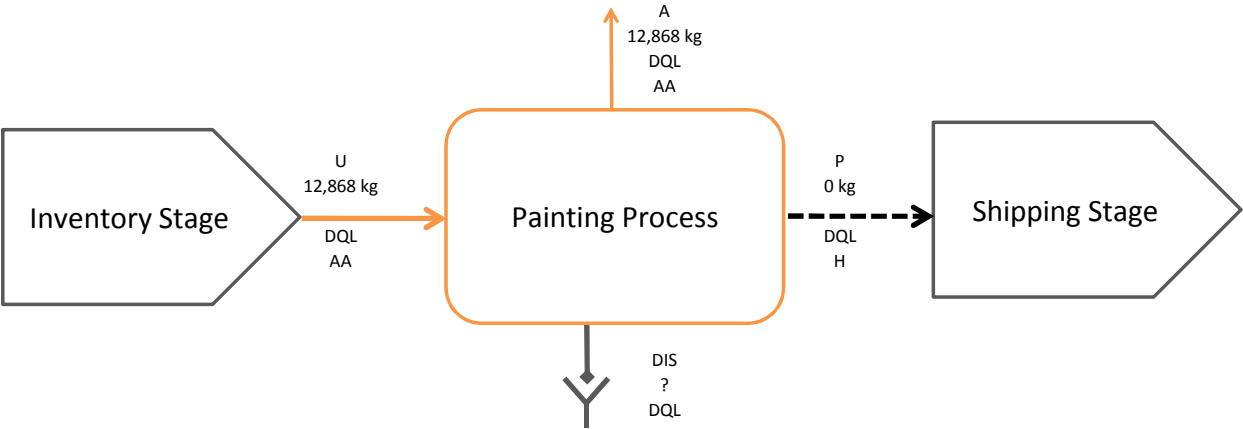 A
12,868 kg
DQL
AA
U
12,868 kg
DQL
AA
Inventory Stage
Painting Process
P
0 kg
DQL
H
Shipping Stage
DIS
?
DQL